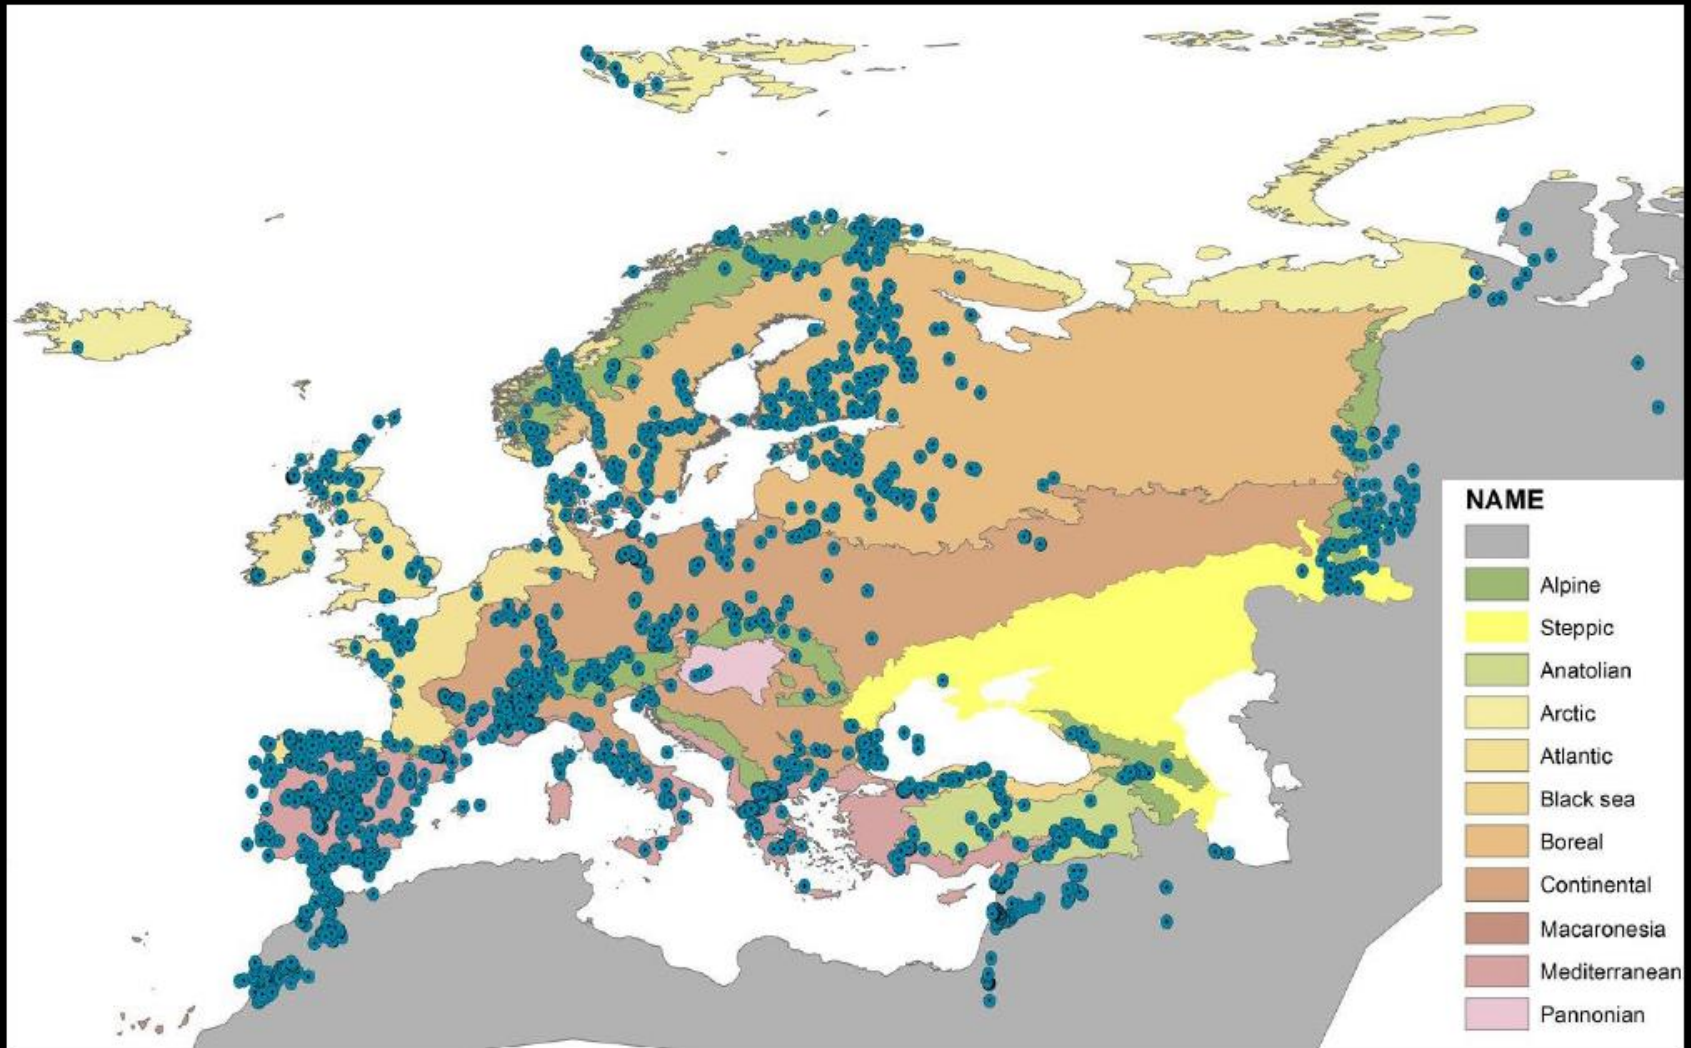 NAME
Alpine
Steppic
Anatolian
Arctic
Atlantic
Black sea
Boreal
Continental
Macaronesia
Mediterranean
Pannonian